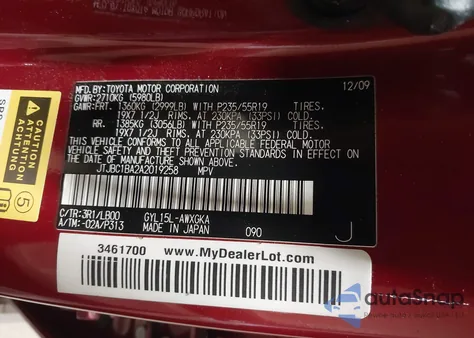 MFD. BY: TOYOTA MOTOR CORPORATION 12/09
GVWR: 2710KG (5980LB)
GAWR: FRT. 1360KG (2999LB) WITH P235/55R19 TIRES,
19X7 1/2J RIMS, AT 230KPA (33PSI) COLD
RR. 1385KG (3056LB) WITH P235/55R19 TIRES,
19X7 1/2J RIMS, AT 230KPA (33PSI) COLD
THIS VEHICLE CONFORMS TO ALL APPLICABLE FEDERAL MOTOR
VEHICLE SAFETY STANDARDS IN EFFECT ON THE
DATE OF MANUFACTURE SHOWN ABOVE.
JTJBC1BA2A2019258 MPV
C/TR: 3R1/LB00 GYL15L-AWXGKA
A/TM: -02A/P313 MADE IN JAPAN 090 J
3461700 www.MyDealerLot.com
CAUTION
ACHTUNG
ATTENTION
5
autoSnap